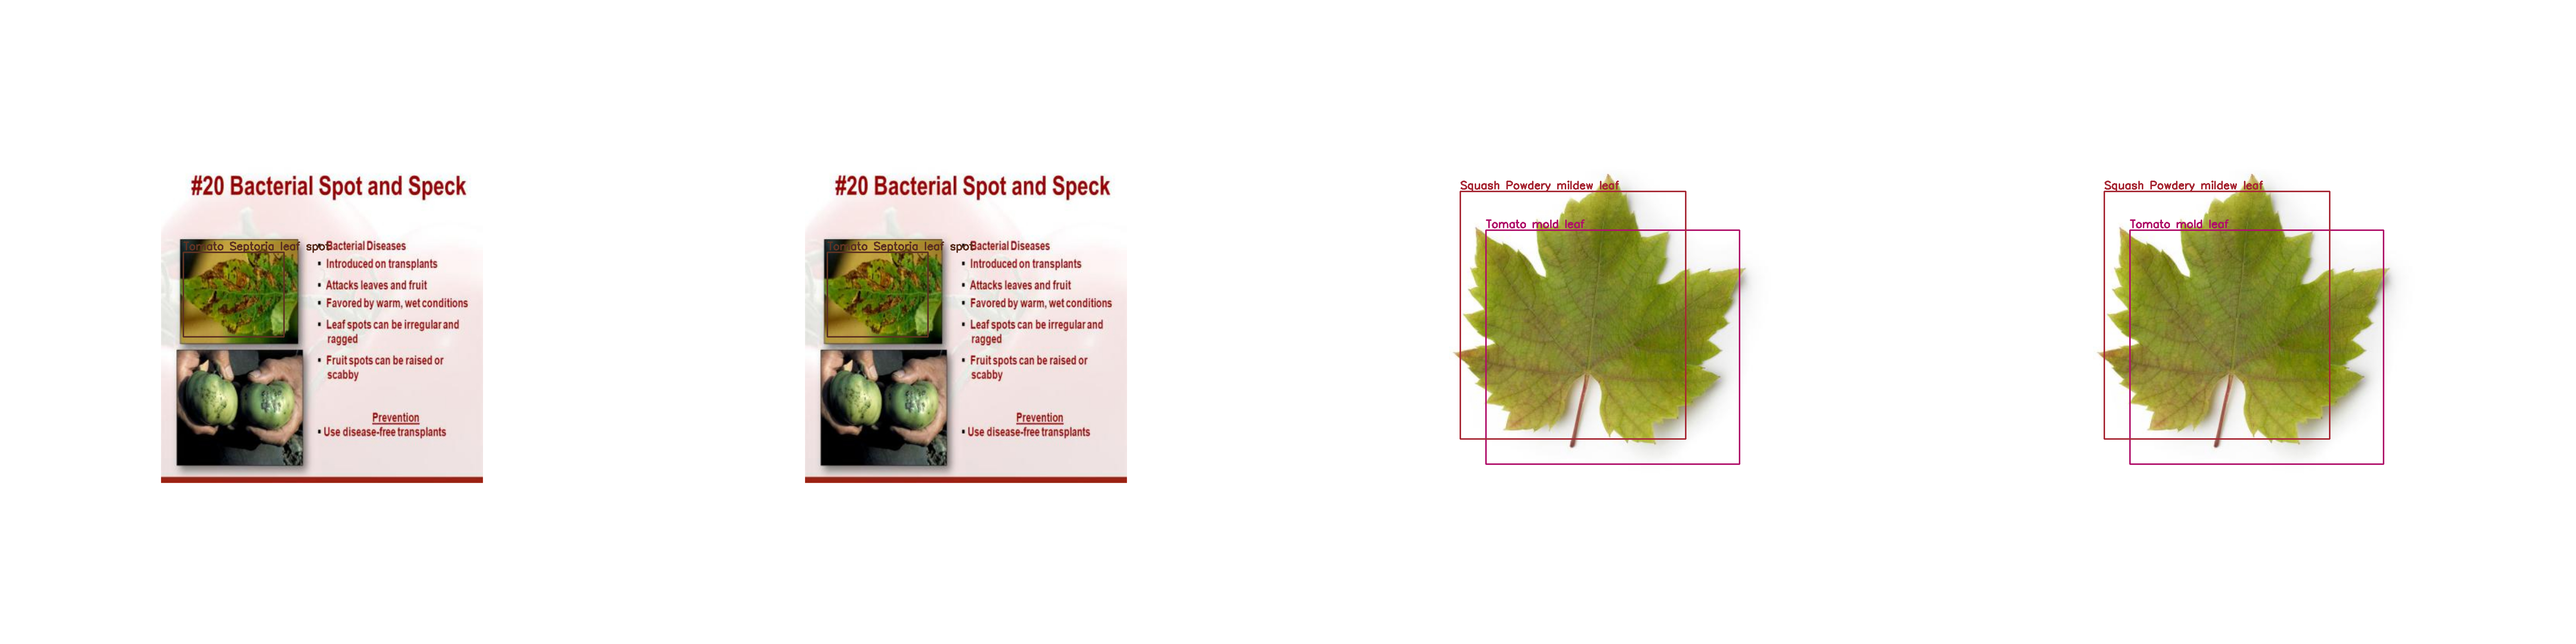 #20 Bacterial Spot and Speck
Tomato Septoria leaf spot
▪ Bacterial Diseases
▪ Introduced on transplants
▪ Attacks leaves and fruit
▪ Favored by warm, wet conditions
▪ Leaf spots can be irregular and
ragged
▪ Fruit spots can be raised or
scabby
Prevention
▪ Use disease-free transplants
#20 Bacterial Spot and Speck
Tomato Septoria leaf spot
▪ Bacterial Diseases
▪ Introduced on transplants
▪ Attacks leaves and fruit
▪ Favored by warm, wet conditions
▪ Leaf spots can be irregular and
ragged
▪ Fruit spots can be raised or
scabby
Prevention
▪ Use disease-free transplants
Squash Powdery mildew leaf
Tomato mold leaf
Squash Powdery mildew leaf
Tomato mold leaf